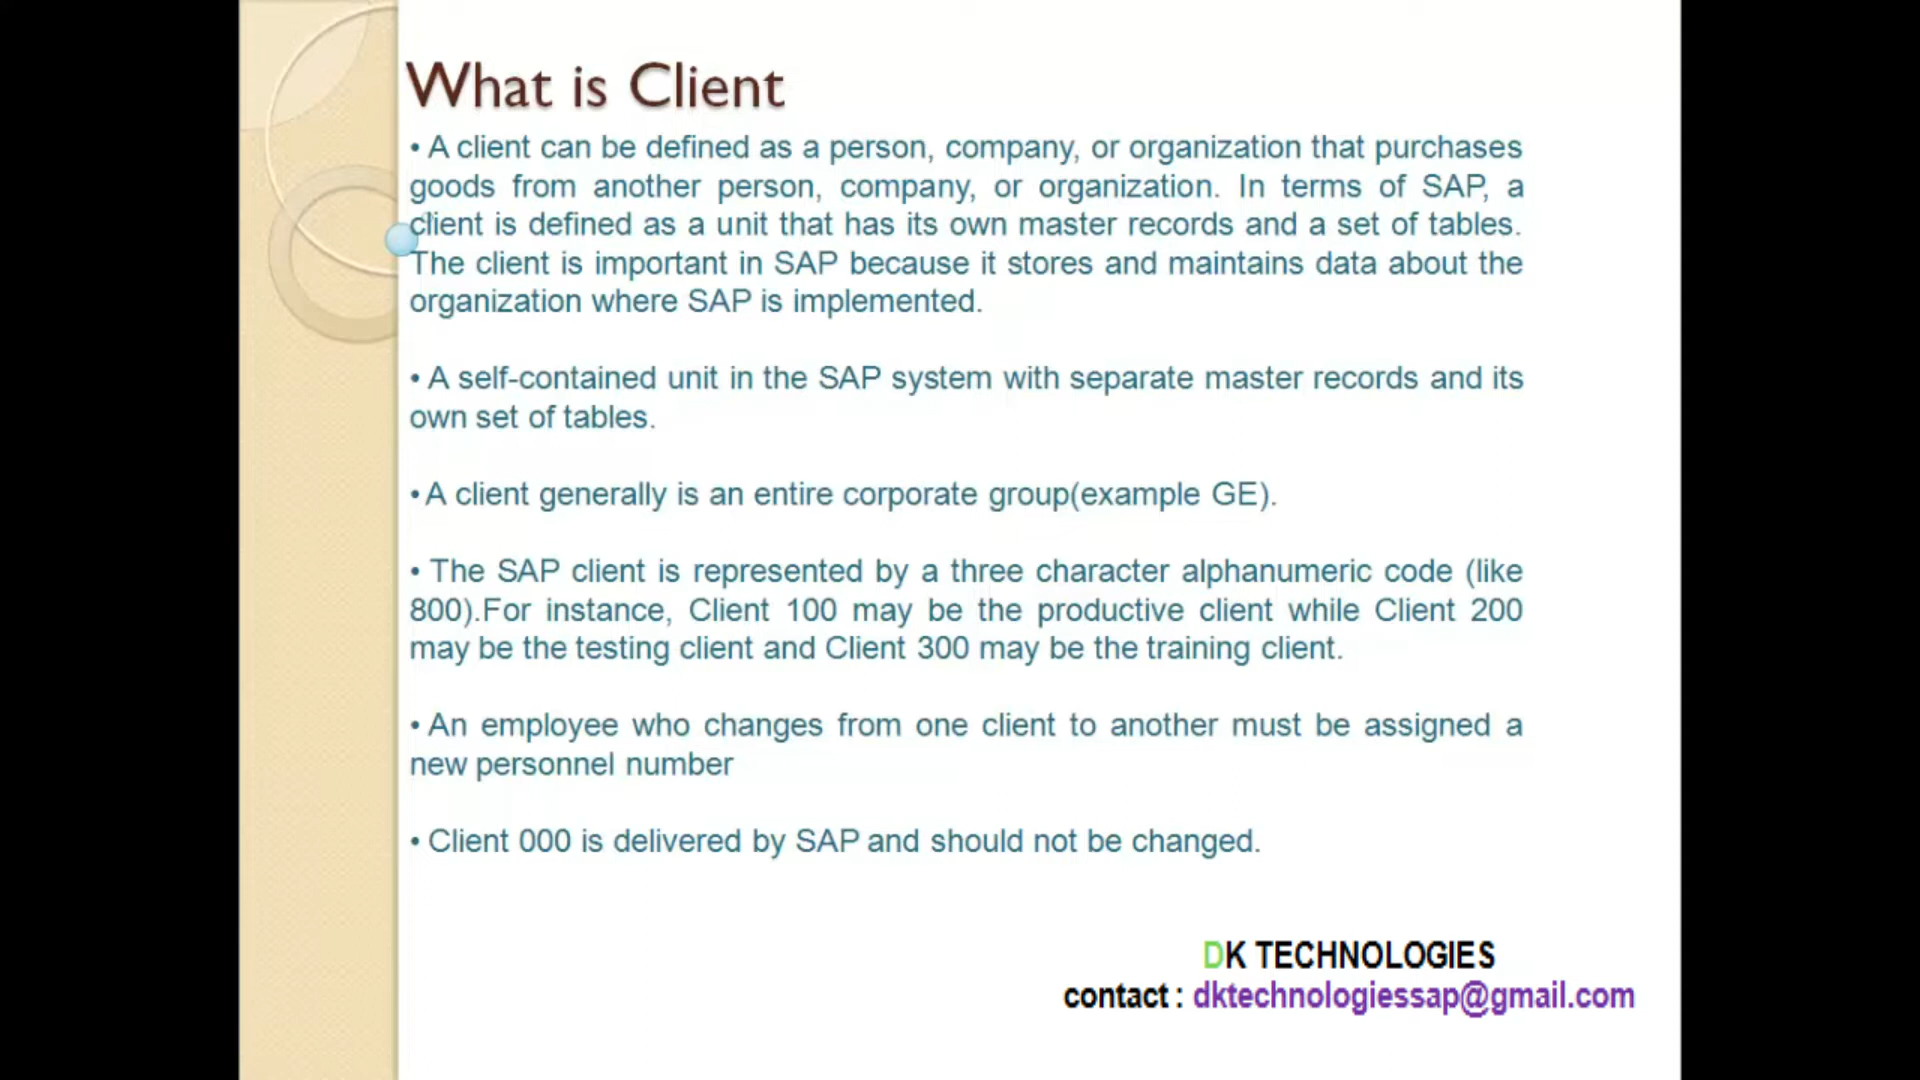 What is Client
• A client can be defined as a person, company, or organization that purchases
goods from another person, company, or organization. In terms of SAP, a
client is defined as a unit that has its own master records and a set of tables.
The client is important in SAP because it stores and maintains data about the
organization where SAP is implemented.
• A self-contained unit in the SAP system with separate master records and its
own set of tables.
• A client generally is an entire corporate group(example GE).
• The SAP client is represented by a three character alphanumeric code (like
800).For instance, Client 100 may be the productive client while Client 200
may be the testing client and Client 300 may be the training client.
• An employee who changes from one client to another must be assigned a
new personnel number
• Client 000 is delivered by SAP and should not be changed.
DK TECHNOLOGIES
contact : dktechnologiessap@gmail.com